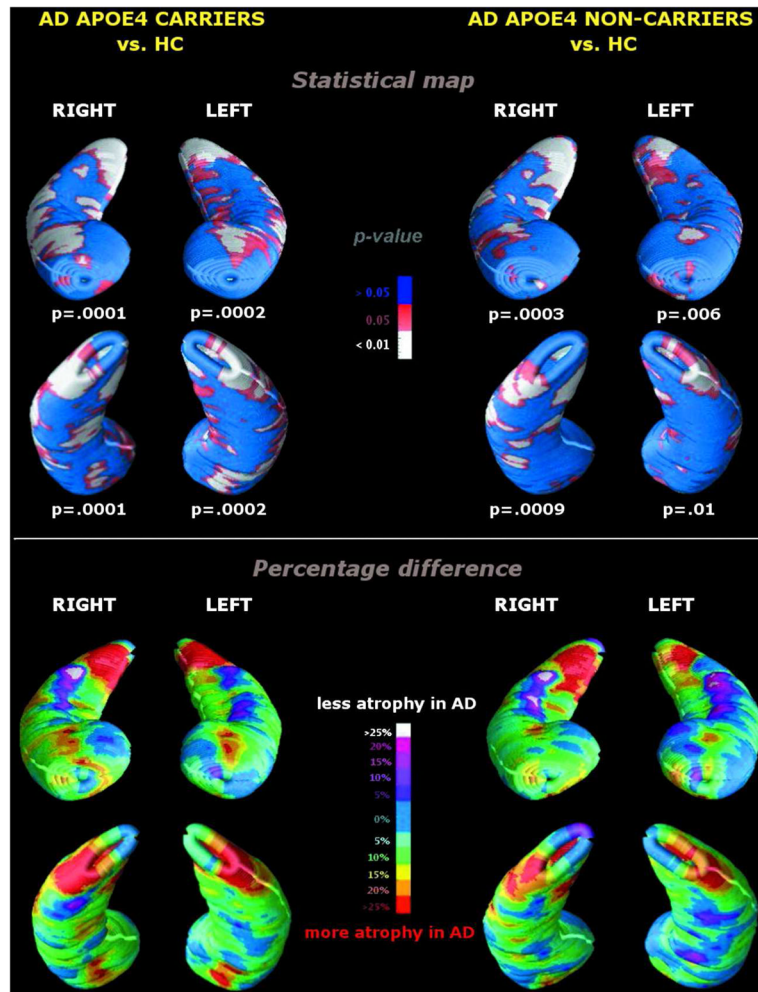 AD APOE4 CARRIERS
vs. HC
AD APOE4 NON-CARRIERS
vs. HC
Statistical map
RIGHT
LEFT
RIGHT
LEFT
p-value
> 0.05
0.05
< 0.01
p=.0001
p=.0002
p=.0003
p=.006
p=.0001
p=.0002
p=.0009
p=.01
Percentage difference
RIGHT
LEFT
RIGHT
LEFT
less atrophy in AD
>25%
20%
15%
10%
5%
0%
5%
10%
15%
20%
>25%
more atrophy in AD